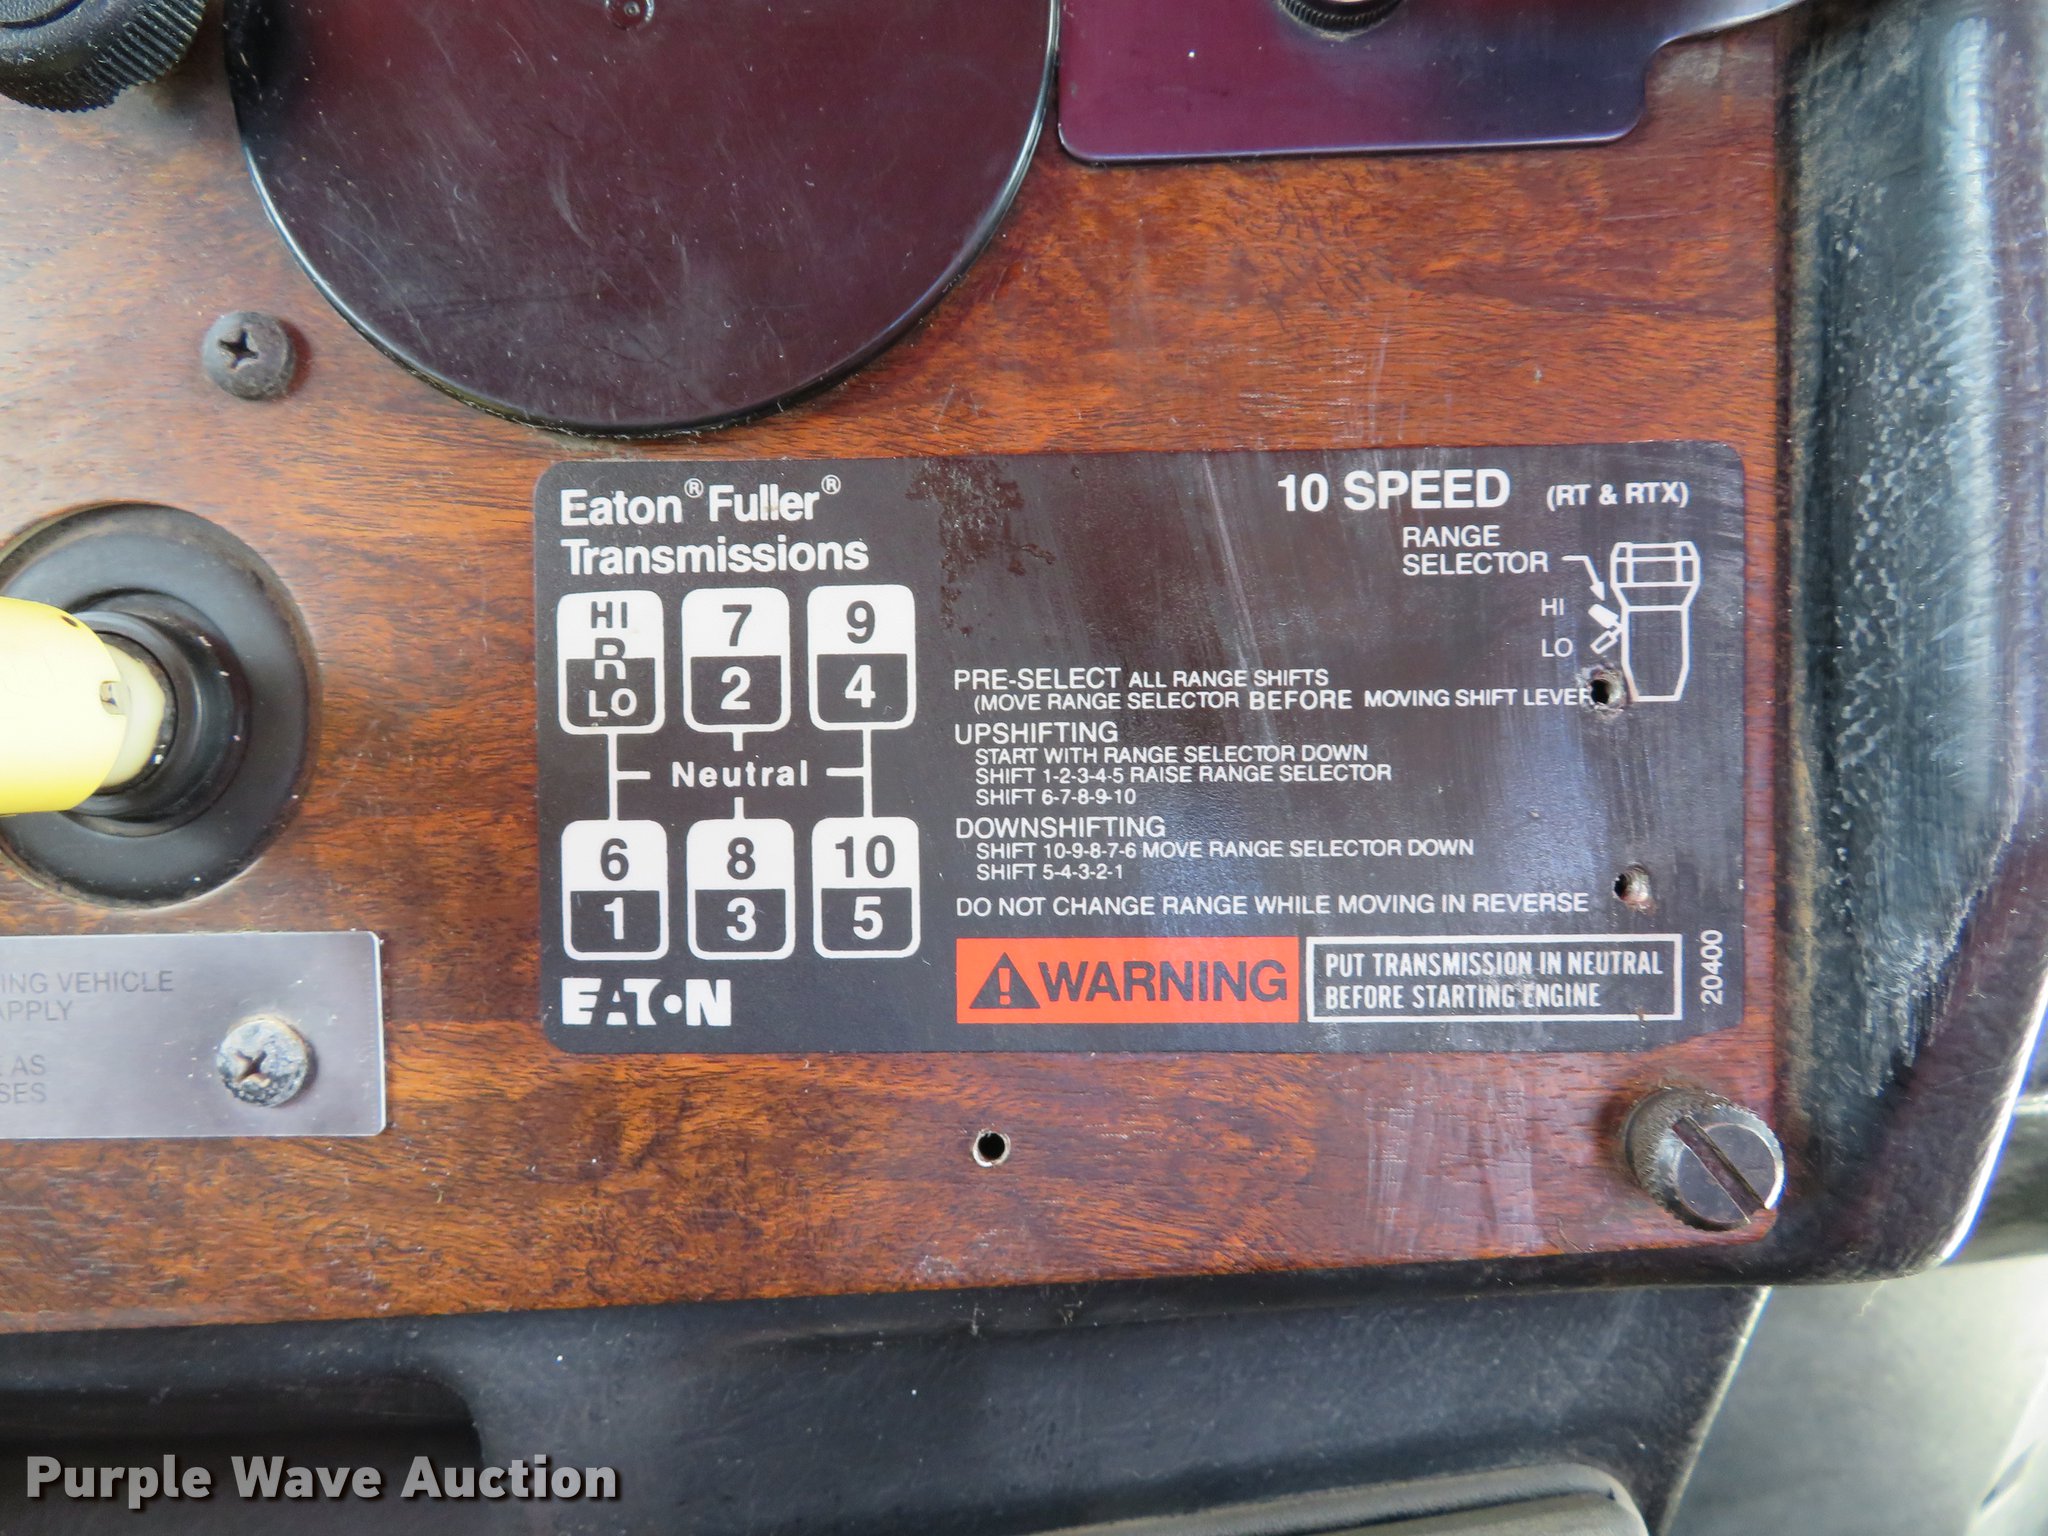 Eaton® Fuller®
Transmissions
10 SPEED (RT & RTX)
RANGE
SELECTOR
HI
LO
HI 7 9
R
LO 2 4
Neutral
6 8 10
1 3 5
EATON
PRE-SELECT ALL RANGE SHIFTS
(MOVE RANGE SELECTOR BEFORE MOVING SHIFT LEVER
UPSHIFTING
START WITH RANGE SELECTOR DOWN
SHIFT 1-2-3-4-5 RAISE RANGE SELECTOR
SHIFT 6-7-8-9-10
DOWNSHIFTING
SHIFT 10-9-8-7-6 MOVE RANGE SELECTOR DOWN
SHIFT 5-4-3-2-1
DO NOT CHANGE RANGE WHILE MOVING IN REVERSE
WARNING
PUT TRANSMISSION IN NEUTRAL
BEFORE STARTING ENGINE
20400
ING VEHICLE
APPLY
AS
SES
Purple Wave Auction